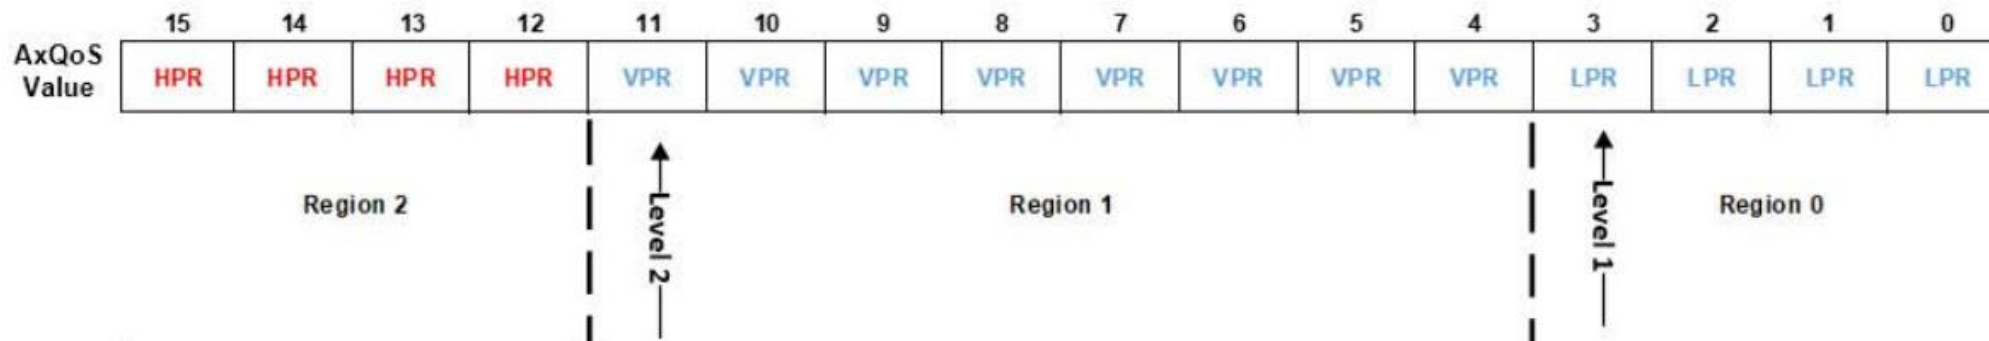 15 14 13 12 11 10 9 8 7 6 5 4 3 2 1 0
AxQoS
Value
HPR HPR HPR HPR VPR VPR VPR VPR VPR VPR VPR VPR LPR LPR LPR LPR
Region 2
Level 2
Region 1
Level 1
Region 0